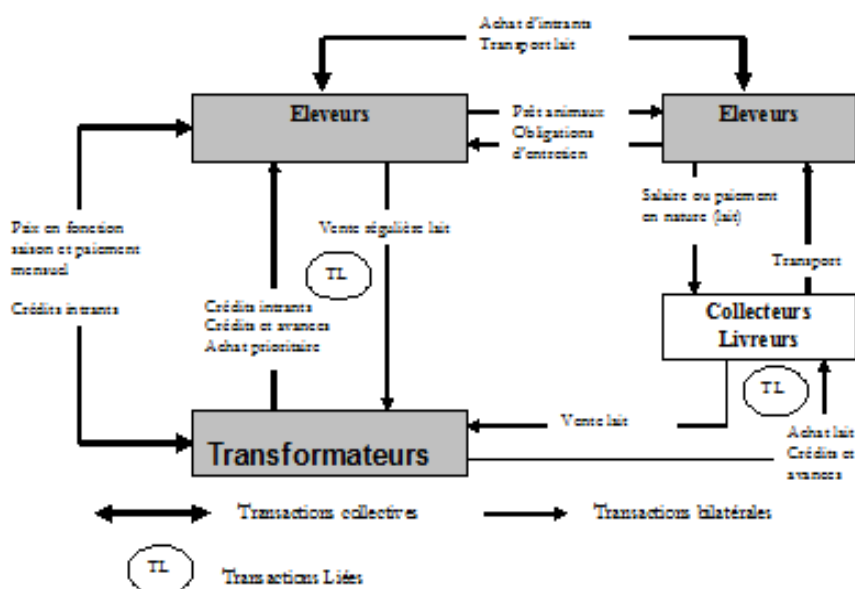 Achat d'intrants
Transport lait
Eleveurs
Eleveurs
Prêt animaux
Obligations
d'entretien
Prix en fonction
saison et paiement
mensuel
Crédits intrants
Vente régulière lait
TL
Crédits intrants
Crédits et avances
Achat prioritaire
Salaire ou paiement
en nature (lait)
Transport
Collecteurs
Livreurs
TL
Vente lait
Achat lait
Crédits et
avances
Transformateurs
Transactions collectives
Transactions bilatérales
TL
Transactions Liées